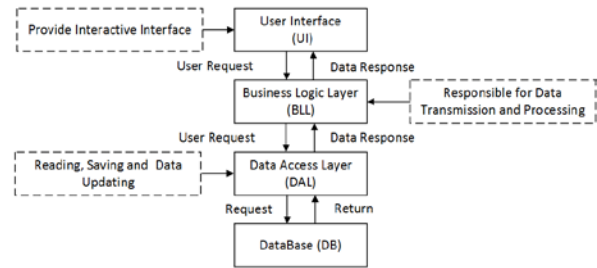 Provide Interactive Interface
User Interface
(UI)
User Request
Data Response
Business Logic Layer
(BLL)
Responsible for Data
Transmission and Processing
User Request
Data Response
Reading, Saving and Data
Updating
Data Access Layer
(DAL)
Request
Return
DataBase (DB)